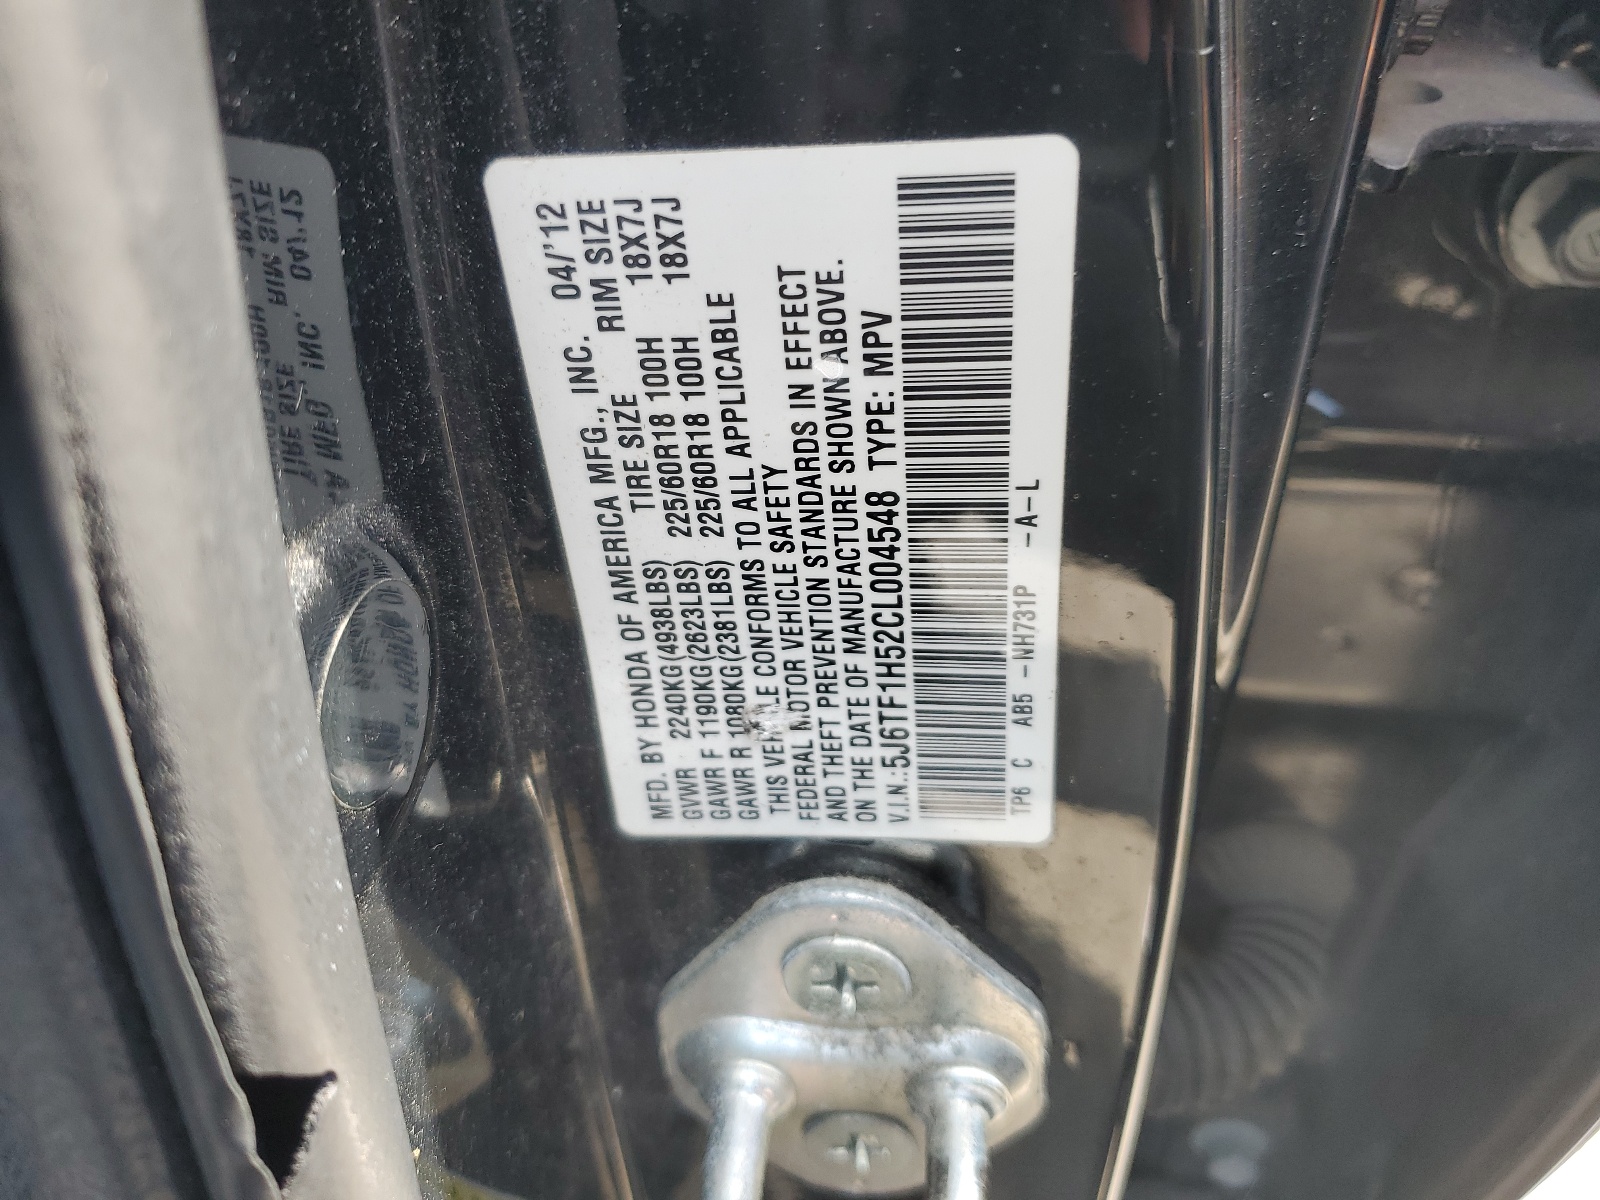 MFD. BY HONDA OF AMERICA MFG., INC. 04/'12
GVWR 2240KG(4938LBS) TIRE SIZE RIM SIZE
GAWR F 1190KG(2623LBS) 225/60R18 100H 18X7J
GAWR R 1080KG(2381LBS) 225/60R18 100H 18X7J
THIS VEHICLE CONFORMS TO ALL APPLICABLE
FEDERAL MOTOR VEHICLE SAFETY
AND THEFT PREVENTION STANDARDS IN EFFECT
ON THE DATE OF MANUFACTURE SHOWN ABOVE.
V.I.N.:5J6TF1H52CL004548 TYPE: MPV
TP6 C AB5 -NH731P -A-L